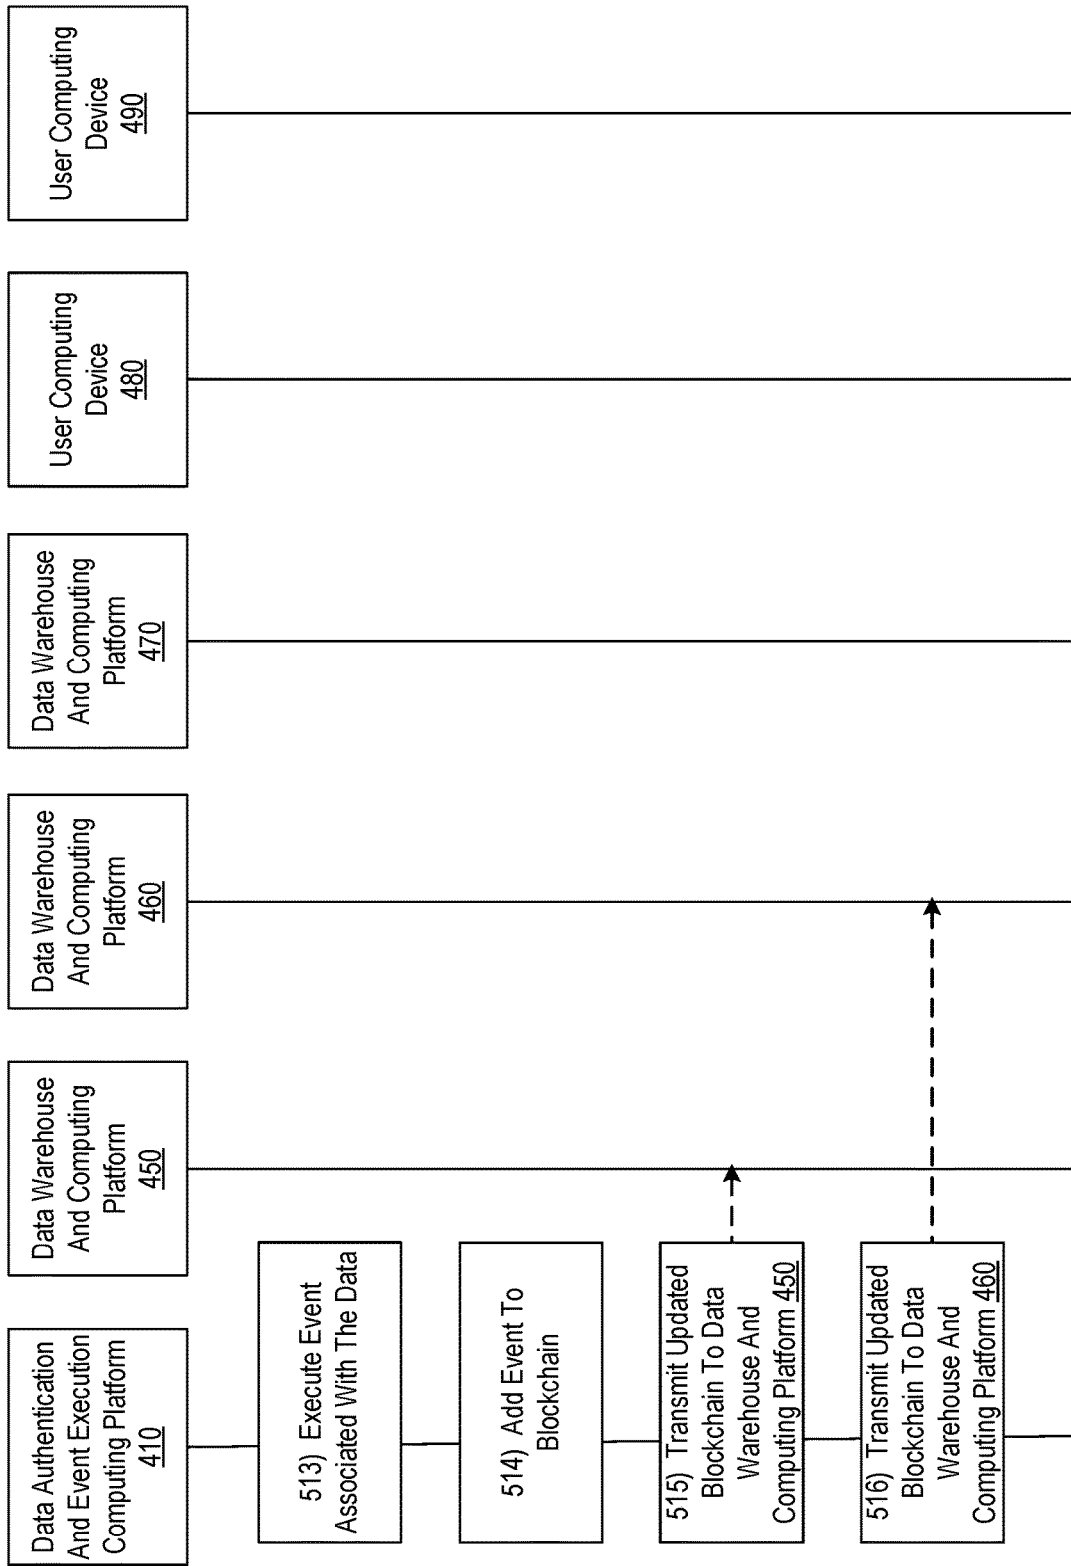 Data Authentication
And Event Execution
Computing Platform
410
Data Warehouse
And Computing
Platform
450
Data Warehouse
And Computing
Platform
460
Data Warehouse
And Computing
Platform
470
User Computing
Device
480
User Computing
Device
490
513) Execute Event
Associated With The Data
514) Add Event To
Blockchain
515) Transmit Updated
Blockchain To Data
Warehouse And
Computing Platform 450
516) Transmit Updated
Blockchain To Data
Warehouse And
Computing Platform 460